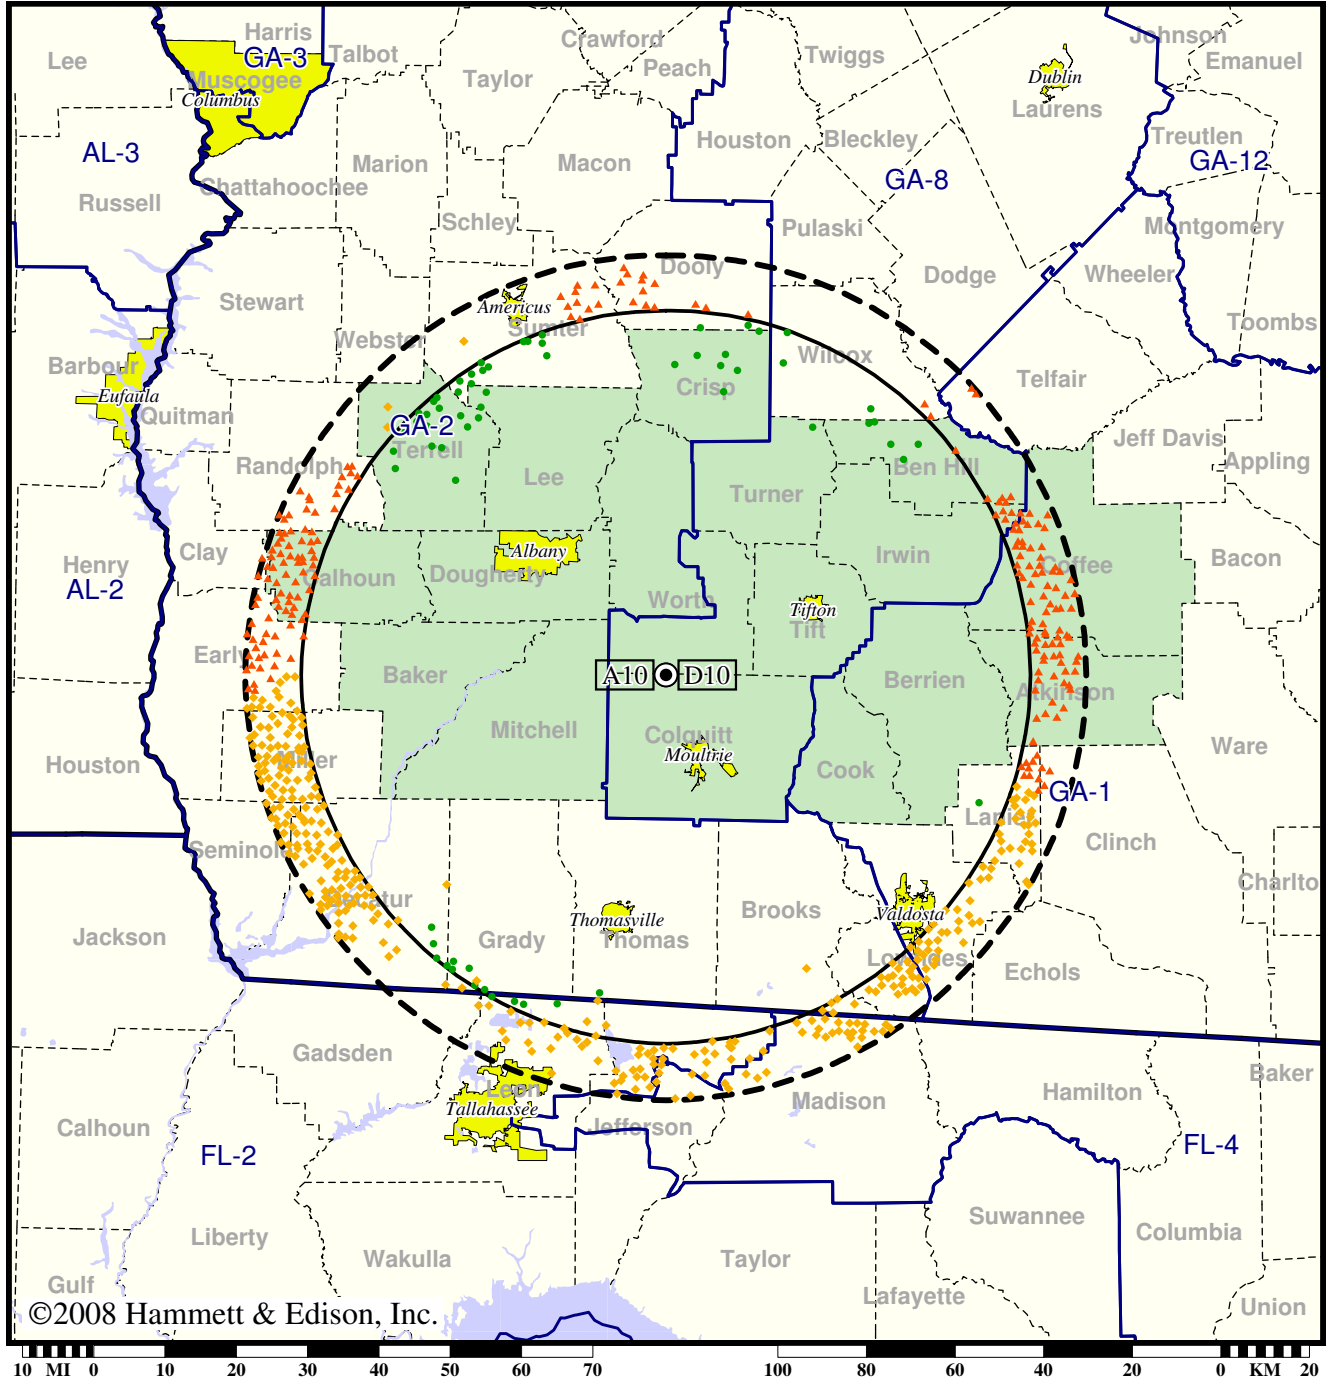 Harris
GA-3
Talbot
Crawford
Johnson
Lee
Twiggs
Emanuel
Peach
Dublin
Muscogee
Taylor
Columbus
Laurens
Houston
Bleckley
Treutlen
AL-3
Marion
Macon
GA-12
GA-8
Chattahoochee
Russell
Schley
Pulaski
Montgomery
Dooly
Dodge
Wheeler
Stewart
Americus
Sumter
Toombs
Webster
Wilcox
Barbour
Telfair
Crisp
Eufaula
Quitman
GA-2
Jeff Davis
Terrell
Randolph
Ben Hill
Appling
Lee
Turner
Clay
Albany
Irwin
Bacon
Henry
Coffee
AL-2
Calhoun
Dougherty
Worth
Tifton
Tift
Early
Baker
A10
D10
Berrien
Atkinson
Mitchell
Colquitt
Moultrie
Ware
Miller
Houston
Cook
GA-1
Lanier
Clinch
Seminole
Charlto
Decatur
Brooks
Valdosta
Thomasville
Jackson
Grady
Thomas
Lowndes
Echols
Gadsden
Baker
Leon
Hamilton
Madison
Tallahassee
Calhoun
Jefferson
FL-2
FL-4
Suwannee
Columbia
Liberty
Wakulla
Taylor
Gulf
Lafayette
Union
©2008 Hammett & Edison, Inc.
10 MI 0 10 20 30 40 50 60 70 100 80 60 40 20 0 KM 20